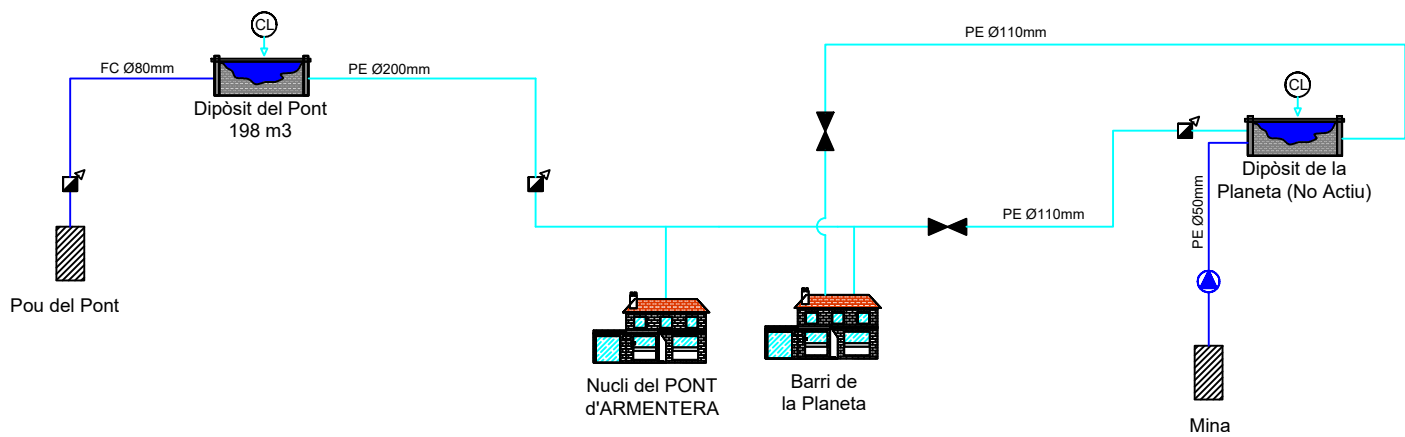 CL
FC Ø80mm
PE Ø200mm
Dipòsit del Pont
198 m3
Pou del Pont
PE Ø110mm
CL
Dipòsit de la
Planeta (No Actiu)
PE Ø110mm
PE Ø50mm
Nucli del PONT
d'ARMENTERA
Barri de
la Planeta
Mina